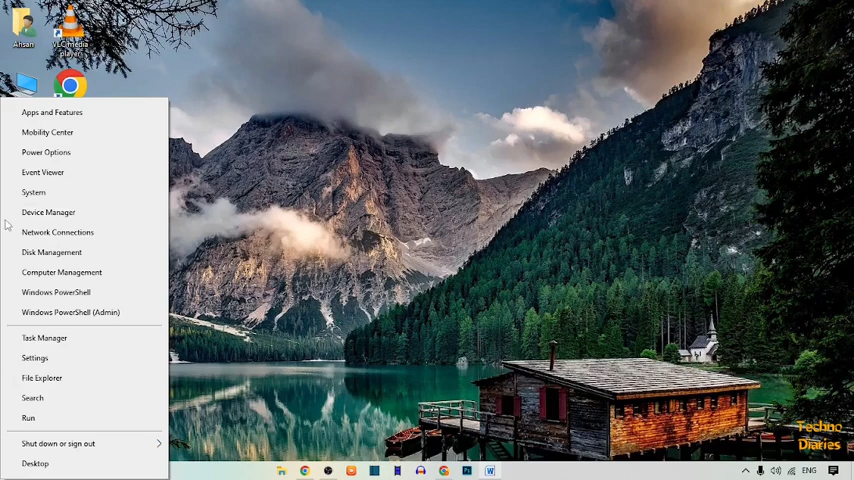 Ahsan
VLC media
player
Apps and Features
Mobility Center
Power Options
Event Viewer
System
Device Manager
Network Connections
Disk Management
Computer Management
Windows PowerShell
Windows PowerShell (Admin)
Task Manager
Settings
File Explorer
Search
Run
Shut down or sign out
Desktop
Techno
Diaries
ENG